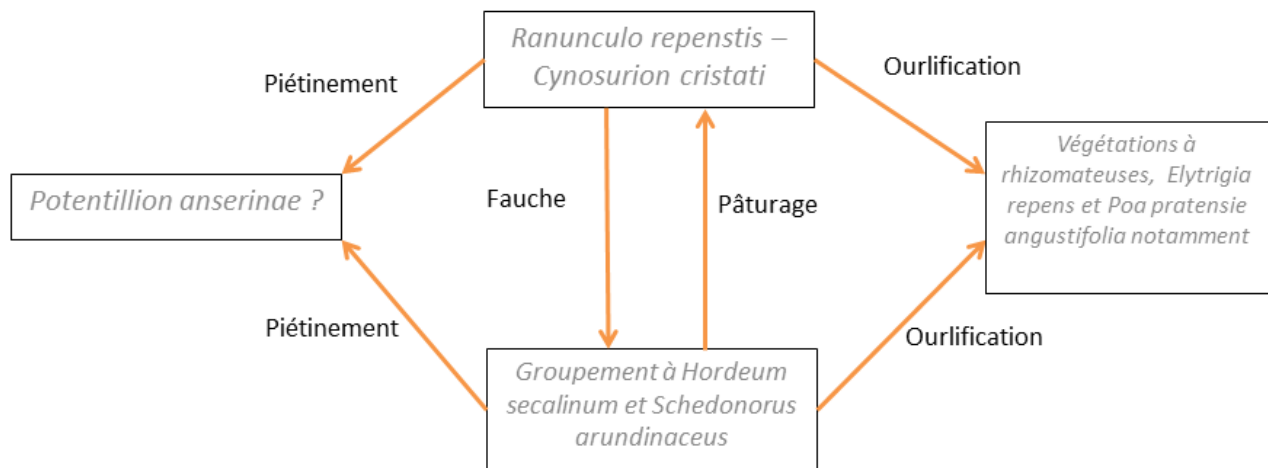 Ranunculo repenstis –
Cynosurion cristati
Piétinement
Ourlification
Végétations à
rhizomateuses, Elytrigia
repens et Poa pratensie
angustifolia notamment
Potentillion anserinae ?
Fauche
Pâturage
Piétinement
Ourlification
Groupement à Hordeum
secalinum et Schedonorus
arundinaceus